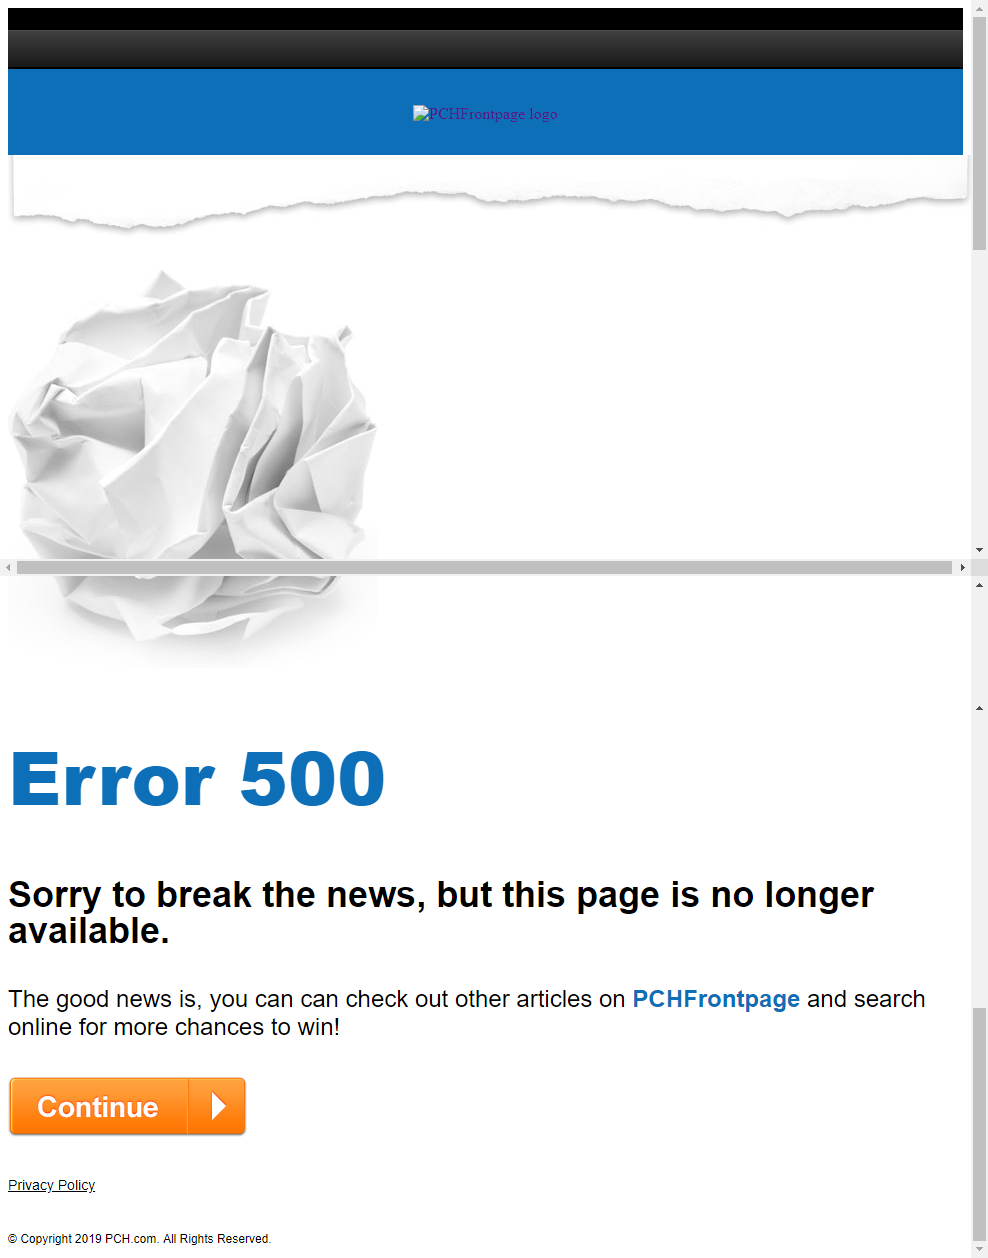 PCHFrontpage logo
Error 500
Sorry to break the news, but this page is no longer
available.
The good news is, you can can check out other articles on PCHFrontpage and search
online for more chances to win!
Continue
Privacy Policy
© Copyright 2019 PCH.com. All Rights Reserved.